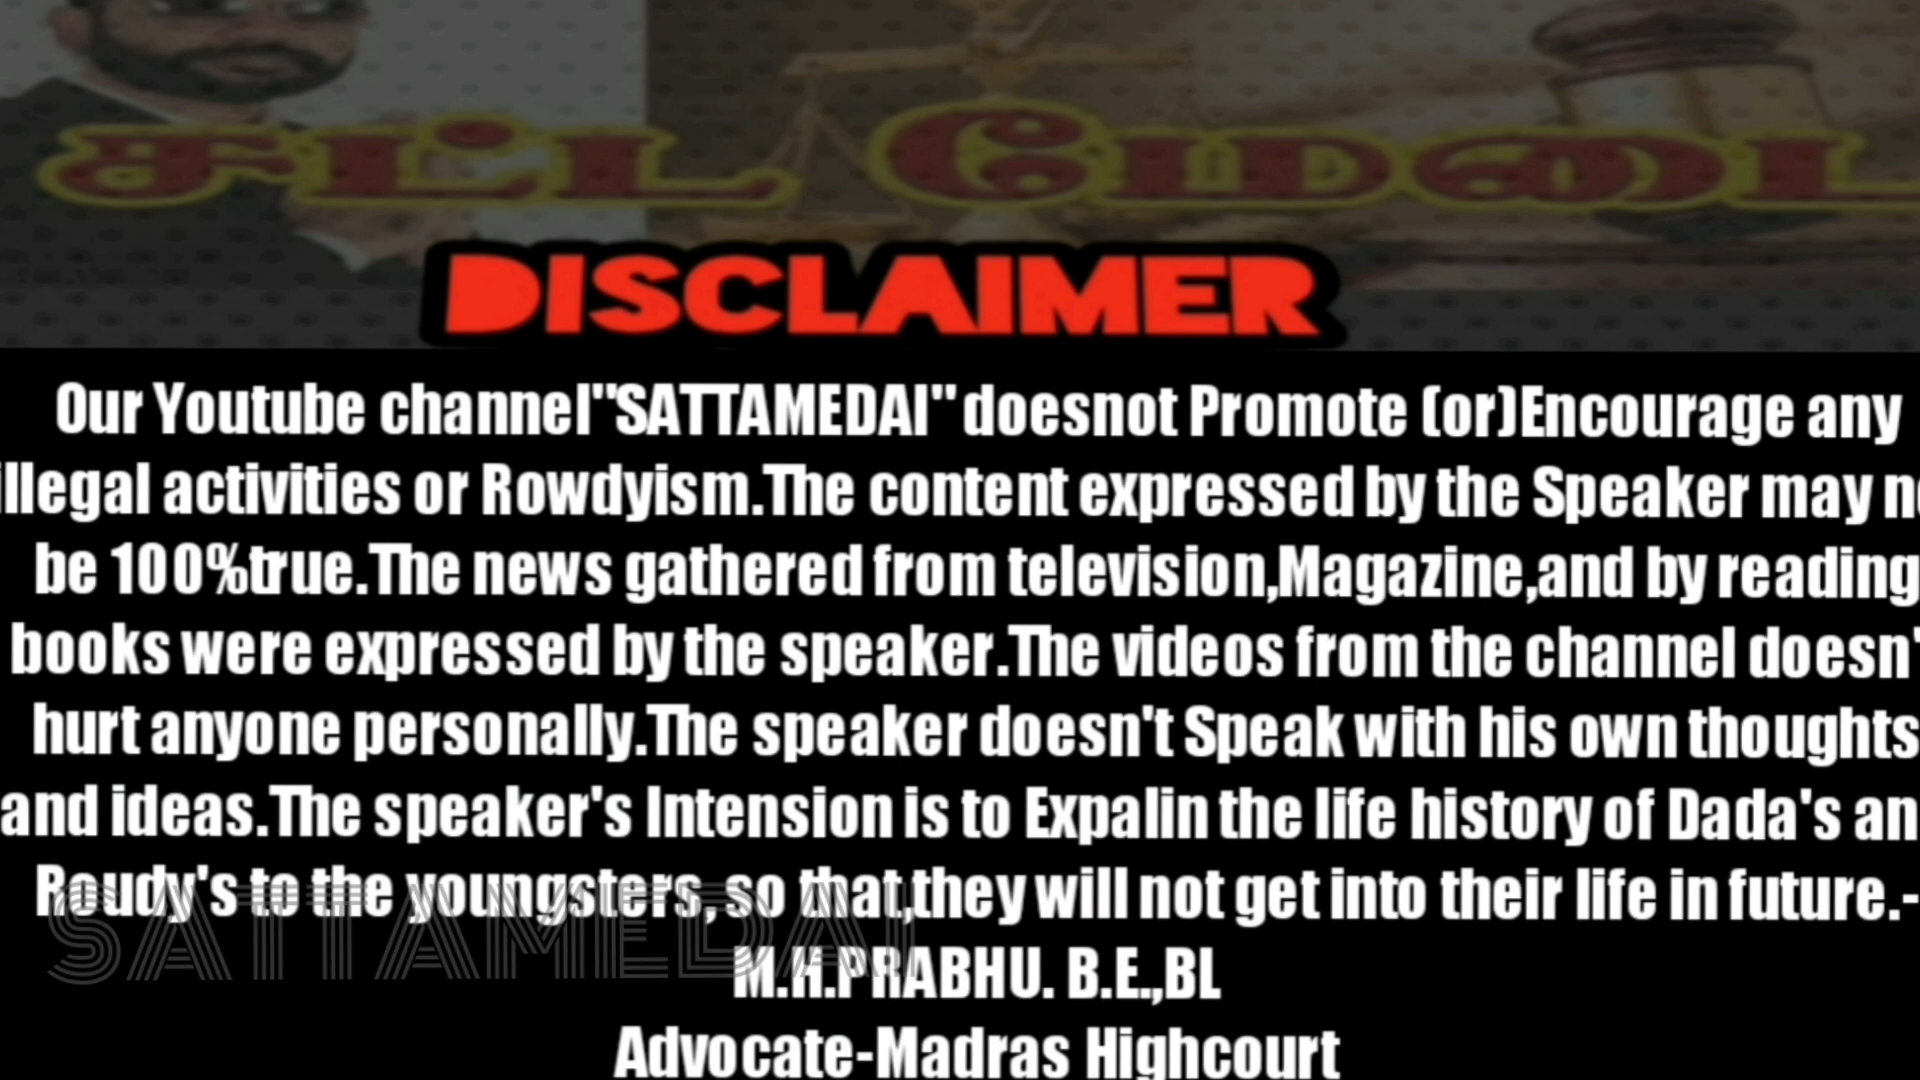 சட்ட மேடை
DISCLAIMER
Our Youtube channel"SATTAMEDAI"doesnot Promote (or)Encourage any
illegal activities or Rowdyism.The content expressed by the Speaker may
be 100%true.The news gathered from television,Magazine,and by reading
books were expressed by the speaker.The videos from the channel doesn'
hurt anyone personally.The speaker doesn't Speak with his own thoughts
and ideas.The speaker's Intension is to Expalin the life history of Dada's an
Roudy's to the youngsters, so that,they will not get into their life in future.-
SATTAMEDAI
M.H.PRABHU. B.E.,BL
Advocate-Madras Highcourt